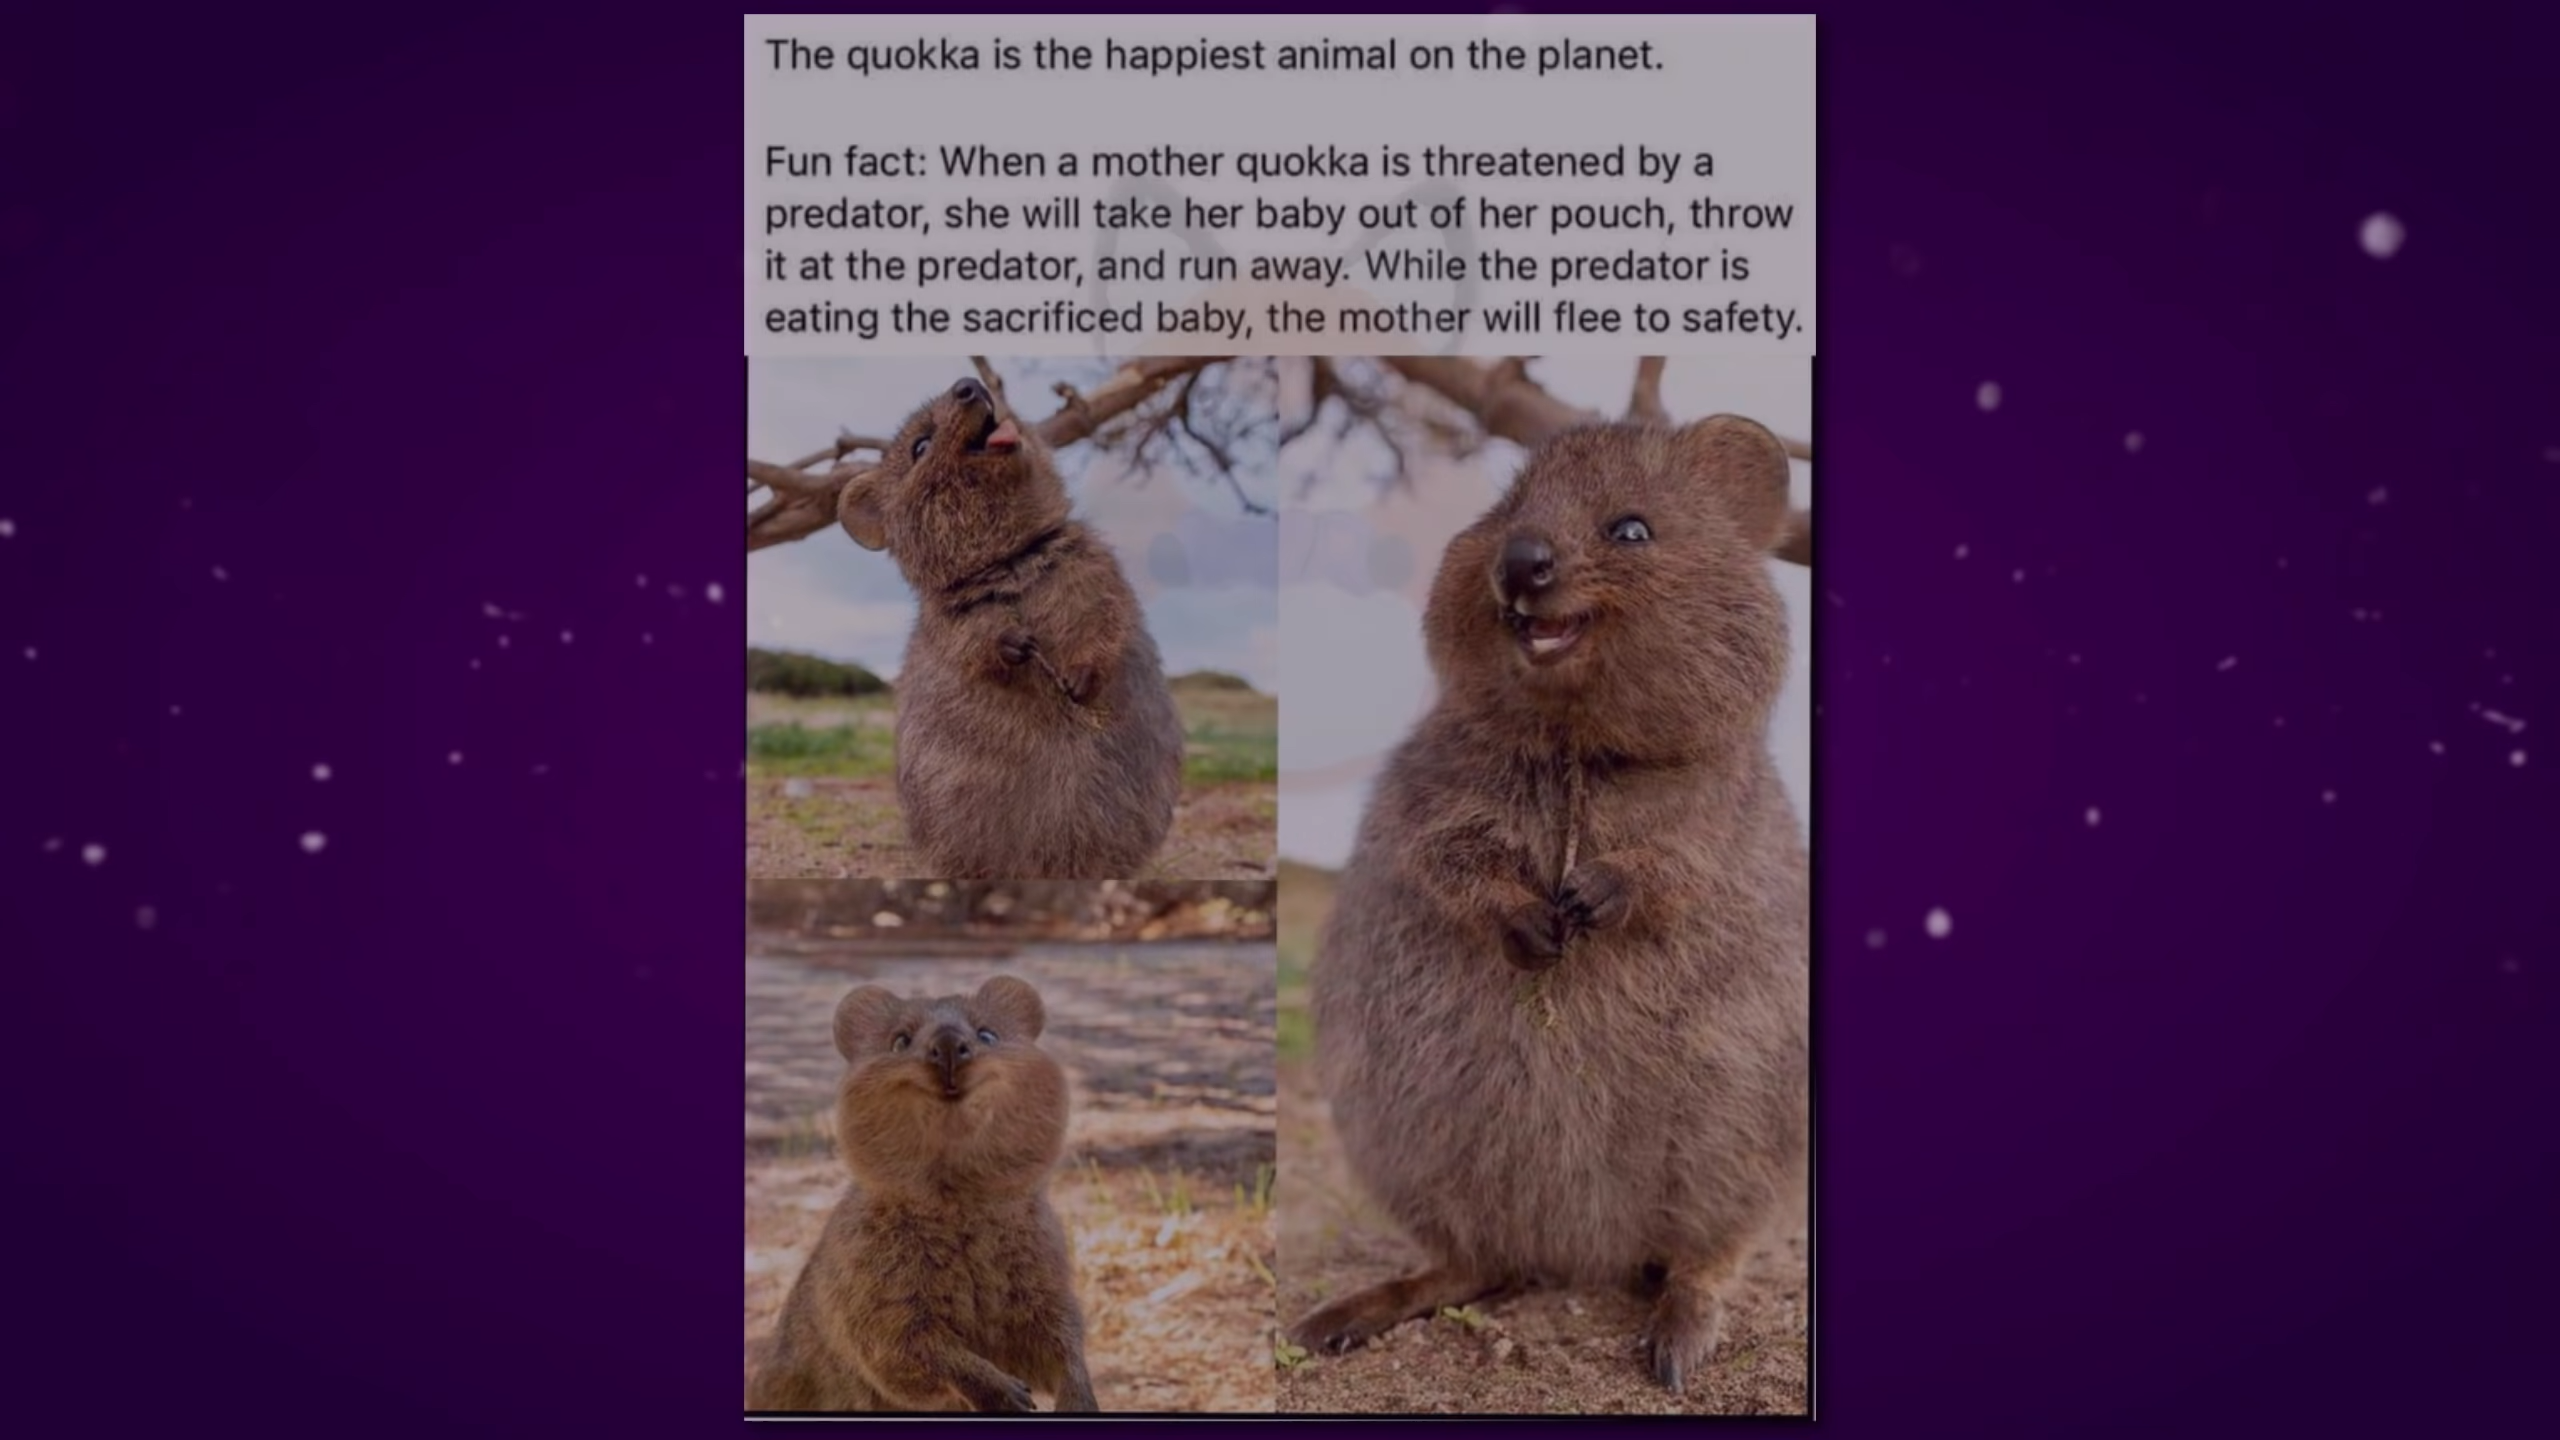 The quokka is the happiest animal on the planet.
Fun fact: When a mother quokka is threatened by a
predator, she will take her baby out of her pouch, throw
it at the predator, and run away. While the predator is
eating the sacrificed baby, the mother will flee to safety.